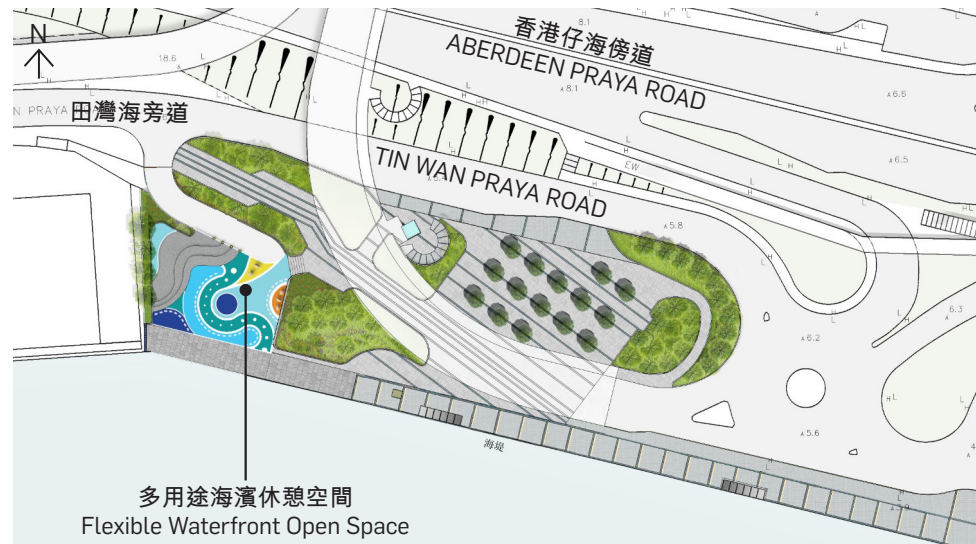 N
18.6
8.1
香港仔海傍道
ABERDEEN PRAYA ROAD
8.1
6.6
N PRAYA
田灣海旁道
TIN WAN PRAYA ROAD
EW
6.5
5.8
6.2
6.3
5.6
海堤
多用途海濱休憩空間
Flexible Waterfront Open Space